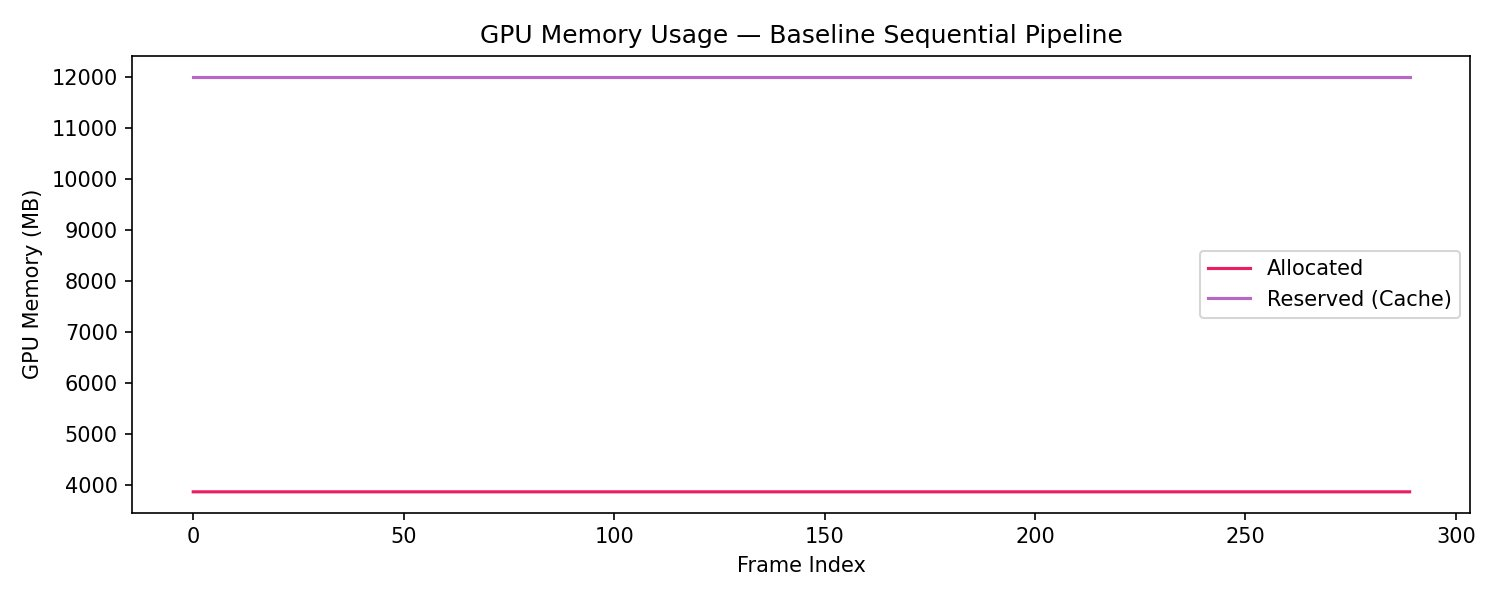 GPU Memory Usage — Baseline Sequential Pipeline
GPU Memory (MB)
12000
11000
10000
9000
8000
7000
6000
5000
4000
Allocated
Reserved (Cache)
0 50 100 150 200 250 300
Frame Index